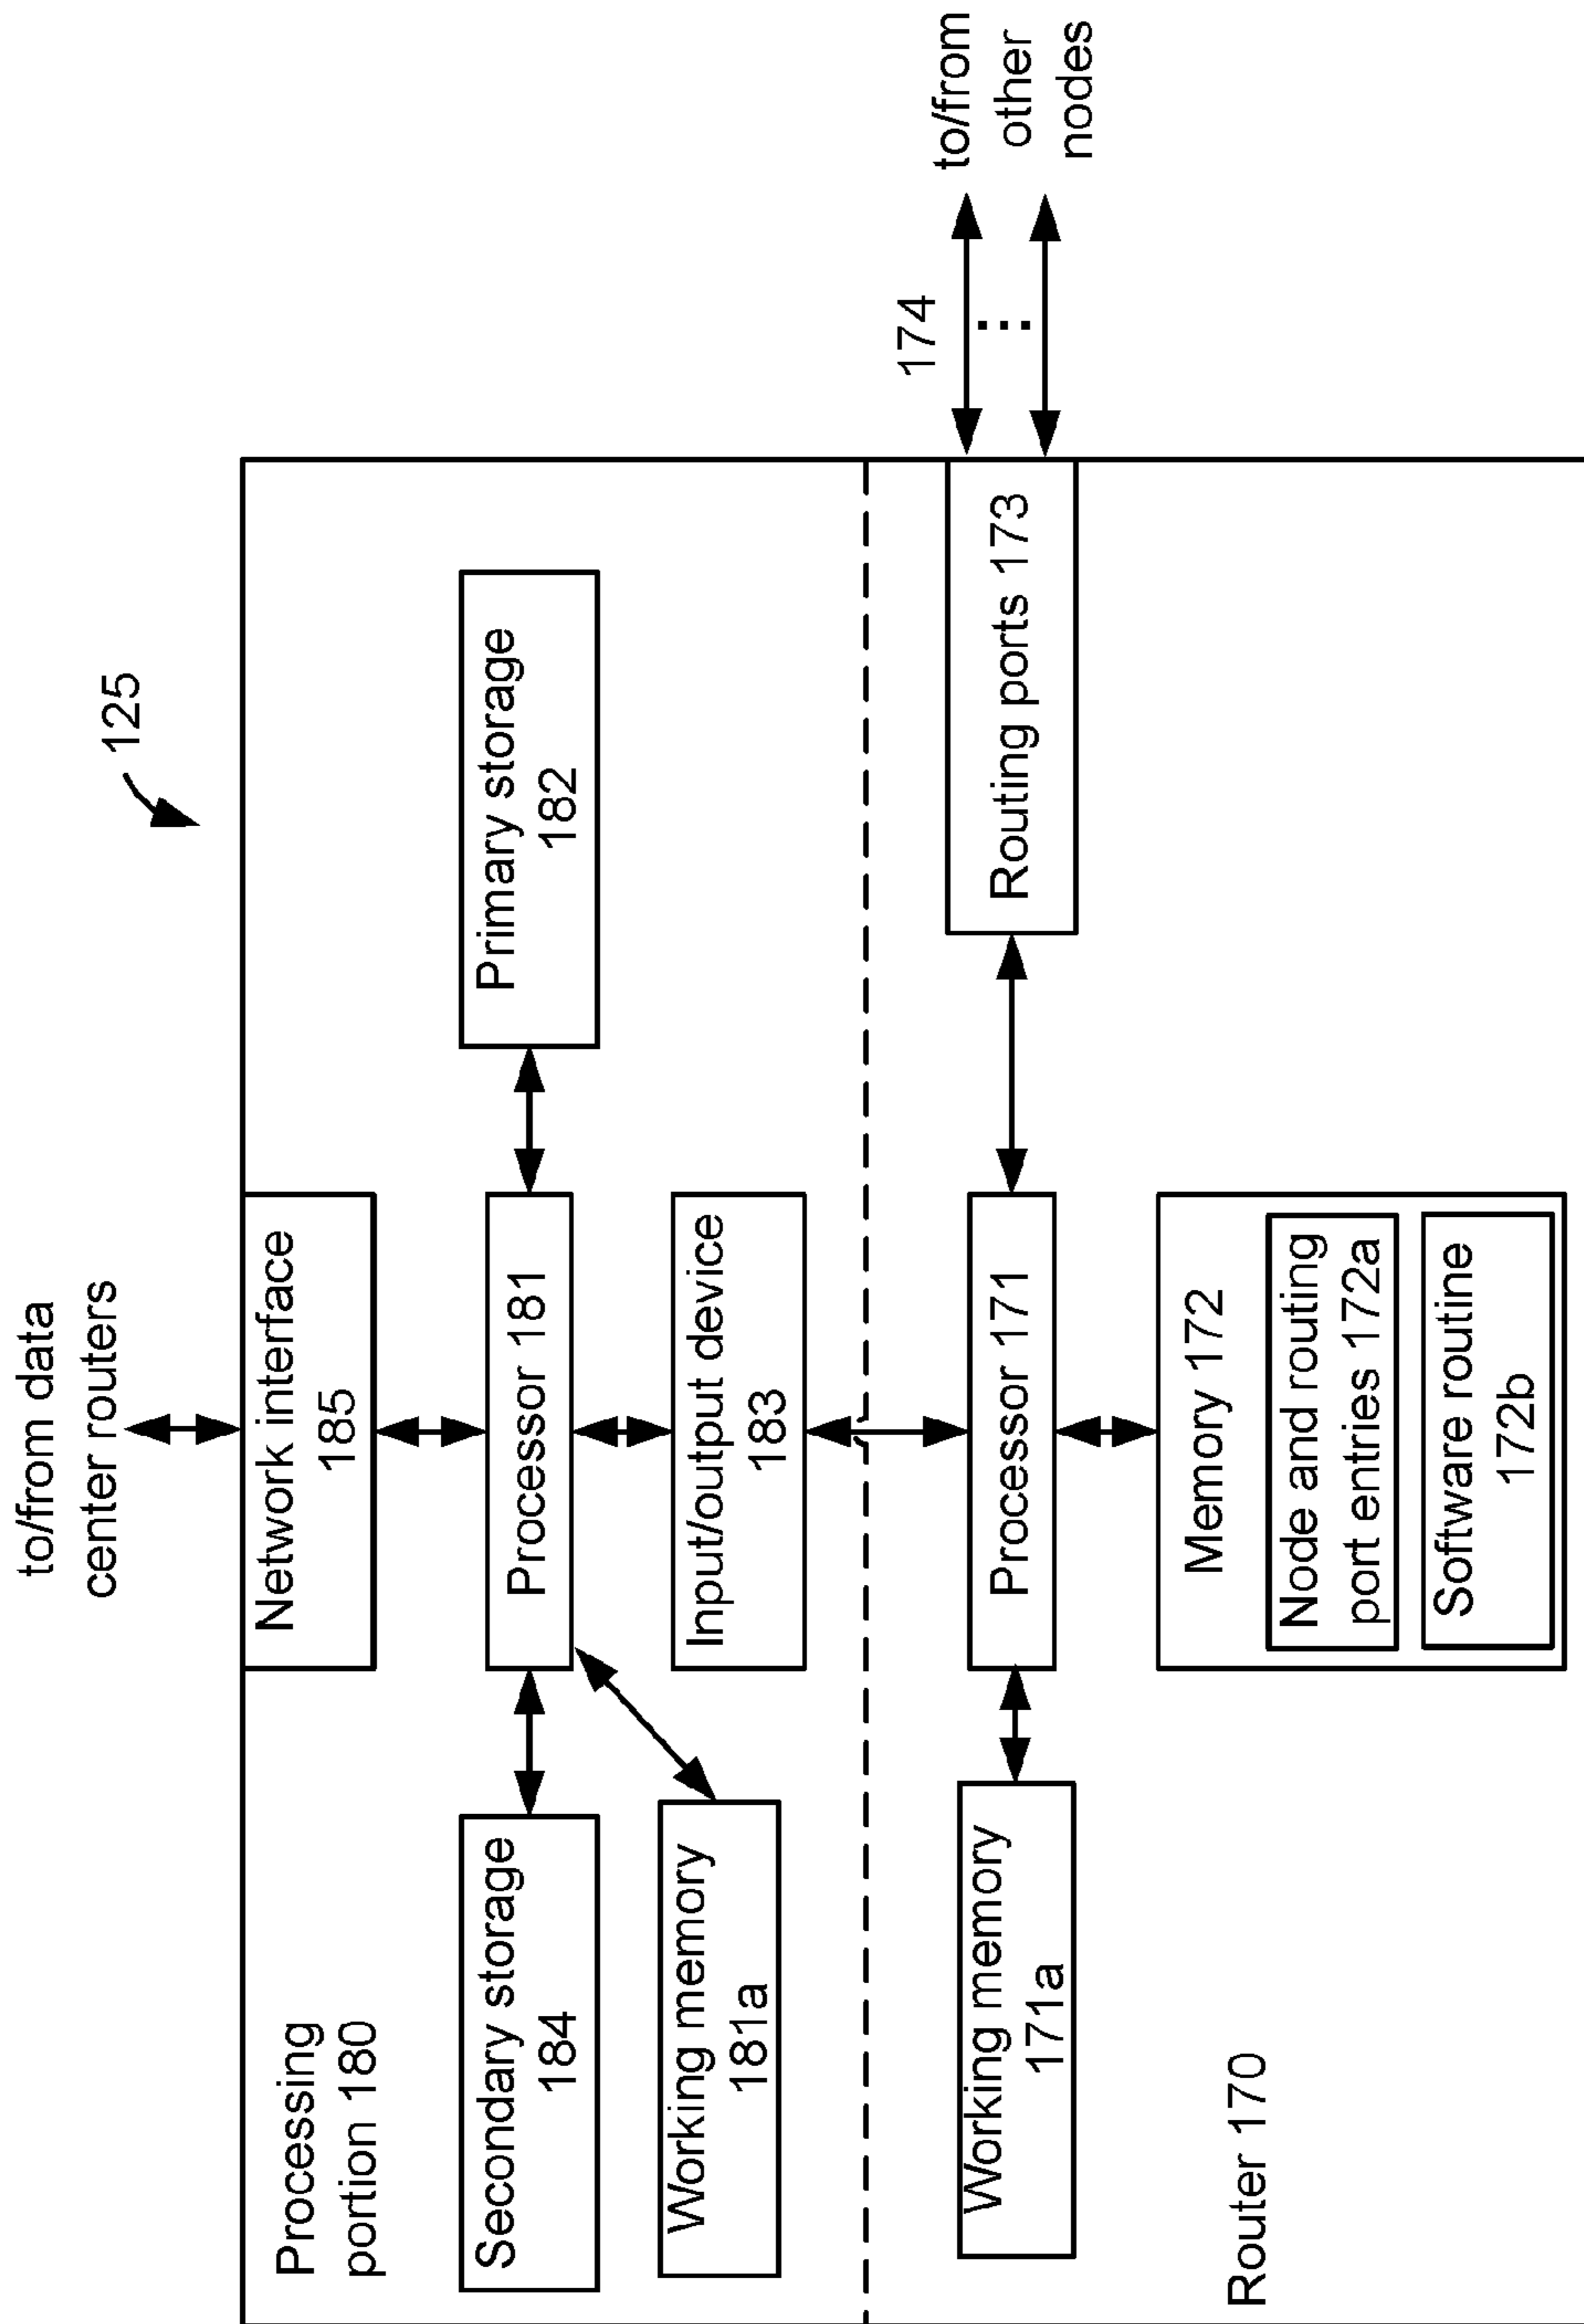 to/from data
center routers
125
Processing
portion 180
Network interface
185
Secondary storage
184
Processor 181
Primary storage
182
Working memory
181a
Input/output device
183
174
to/from
other
nodes
Working memory
171a
Processor 171
Routing ports 173
Memory 172
Node and routing
port entries 172a
Software routine
172b
Router 170